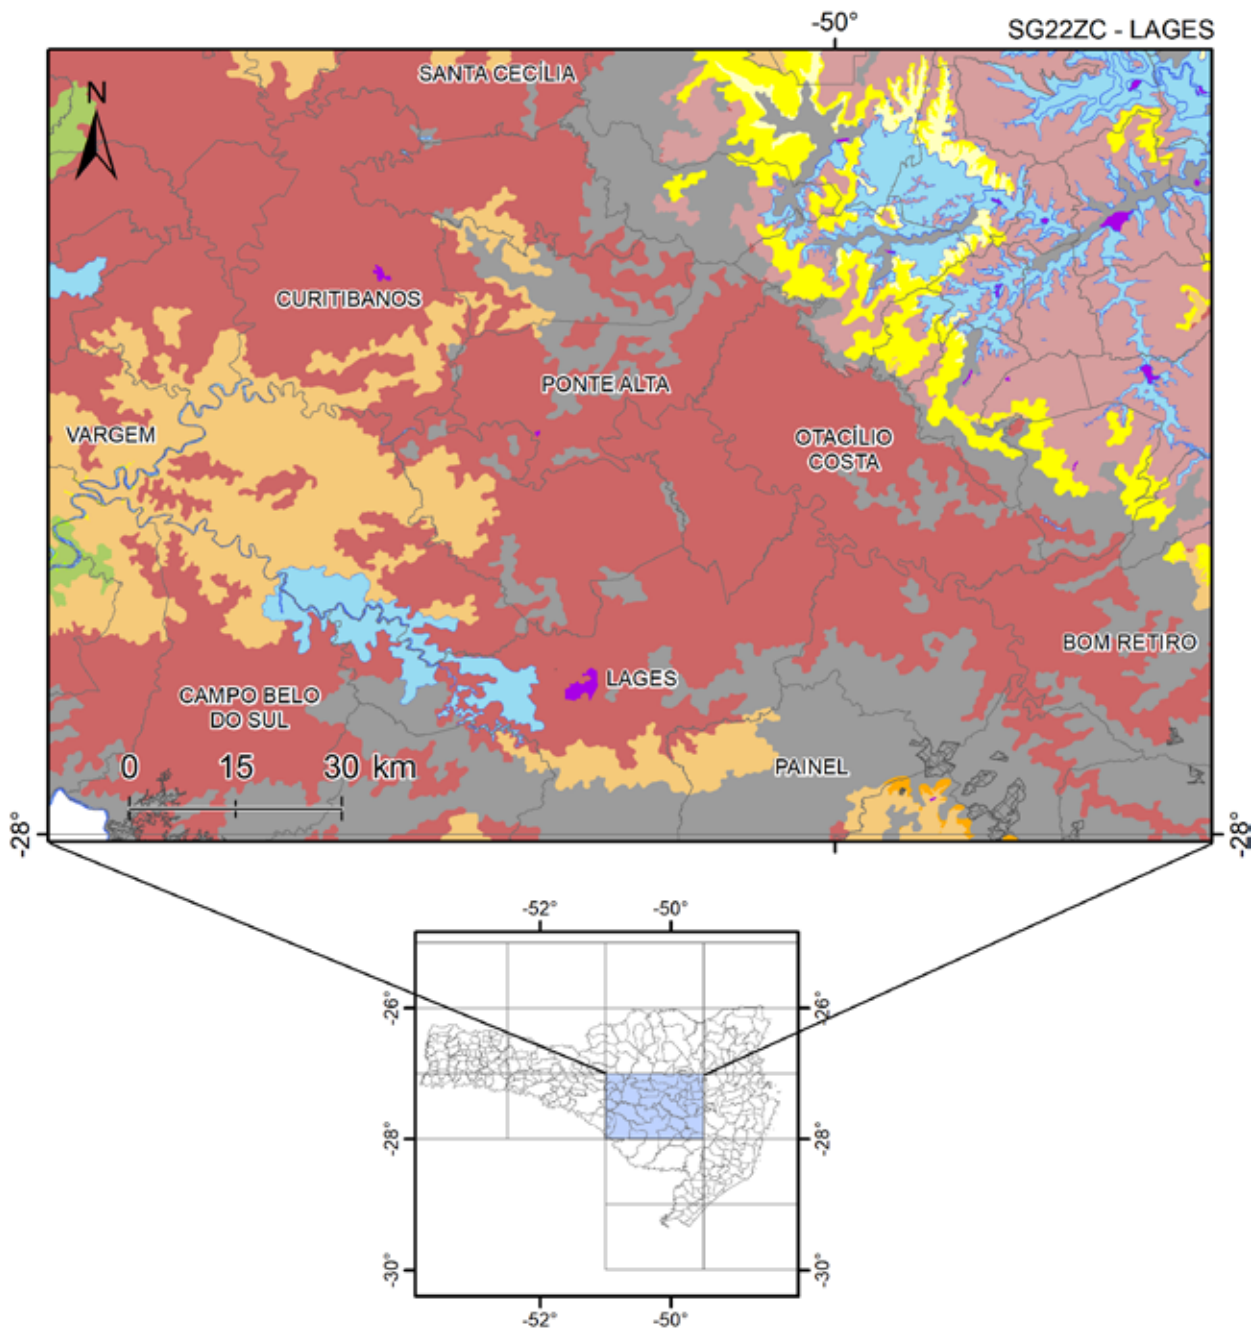 -50°
SG22ZC - LAGES
SANTA CECÍLIA
N
CURITIBANOS
PONTE ALTA
VARGEM
OTACÍLIO
COSTA
BOM RETIRO
LAGES
CAMPO BELO
DO SUL
0 15 30 km
PAINEL
-28°
-28°
-52° -50°
-26°
-26°
-28°
-28°
-30°
-30°
-52° -50°